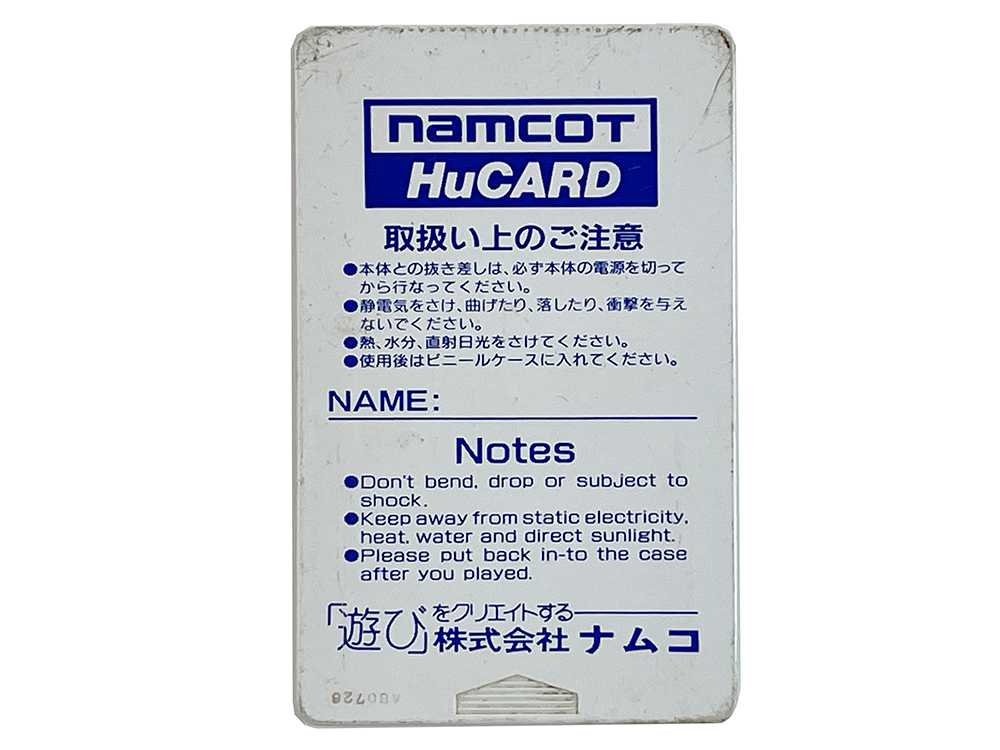 namcoT
HuCARD
取扱い上のご注意
●本体との抜き差しは、必ず本体の電源を切って
から行なってください。
●静電気をさけ、曲げたり、落したり、衝撃を与え
ないでください。
●熱、水分、直射日光をさけてください。
●使用後はビニールケースに入れてください。
NAME:
Notes
●Don't bend, drop or subject to
shock.
●Keep away from static electricity,
heat, water and direct sunlight.
●Please put back in-to the case
after you played.
「遊び」をクリエイトする
株式会社 ナムコ